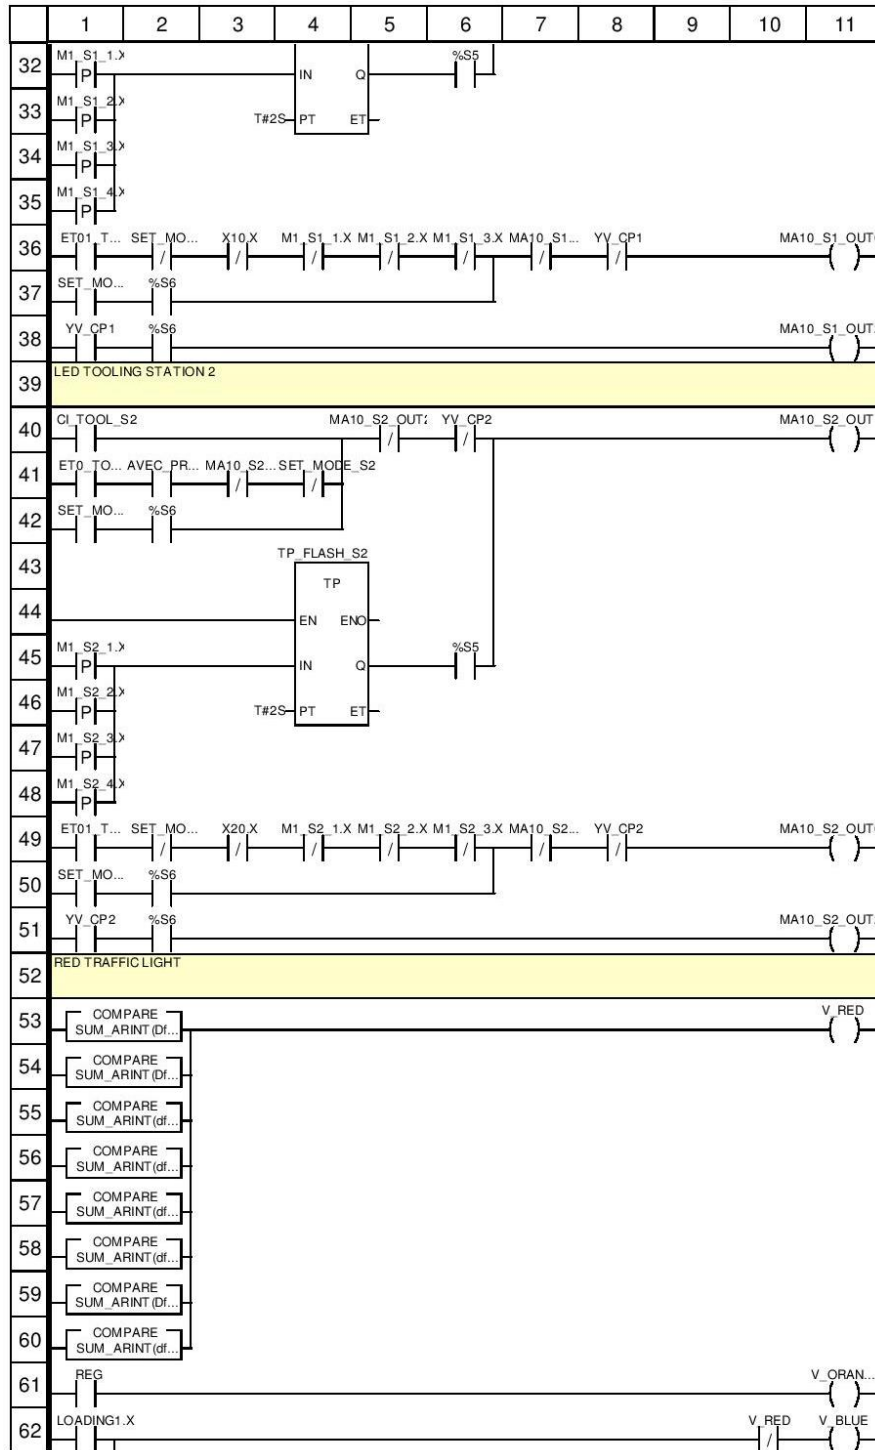 1 2 3 4 5 6 7 8 9 10 11
32 M1_S1_1.X P IN Q %S5
33 M1_S1_2.X P T#2S PT ET
34 M1_S1_3.X P
35 M1_S1_4.X P
ET01_T... SET_MO... X10.X M1_S1_1.X M1_S1_2.X M1_S1_3.X MA10_S1... YV_CP1 MA10_S1_OUT
36 / / / / / / /
37 SET_MO... %S6
38 YV_CP1 %S6 MA10_S1_OUT
39 LED TOOLING STATION 2
40 CI_TOOL_S2 MA10_S2_OUT2 / YV_CP2 / MA10_S2_OUT
41 ET0_TO... AVEC_PR... MA10_S2... / SET_MODE_S2 /
42 SET_MO... %S6
43 TP_FLASH_S2
TP
44 EN ENO
45 M1_S2_1.X P IN Q %S5
46 M1_S2_2.X P T#2S PT ET
47 M1_S2_3.X P
48 M1_S2_4.X P
ET01_T... SET_MO... X20.X M1_S2_1.X M1_S2_2.X M1_S2_3.X MA10_S2... YV_CP2 MA10_S2_OUT
49 / / / / / / /
50 SET_MO... %S6
51 YV_CP2 %S6 MA10_S2_OUT
52 RED TRAFFIC LIGHT
53 COMPARE V_RED
SUM_ARINT(Df...
54 COMPARE
SUM_ARINT(Df...
55 COMPARE
SUM_ARINT(df...
56 COMPARE
SUM_ARINT(df...
57 COMPARE
SUM_ARINT(df...
58 COMPARE
SUM_ARINT(df...
59 COMPARE
SUM_ARINT(Df...
60 COMPARE
SUM_ARINT(df...
61 REG V_ORAN...
62 LOADING1.X V_RED / V_BLUE